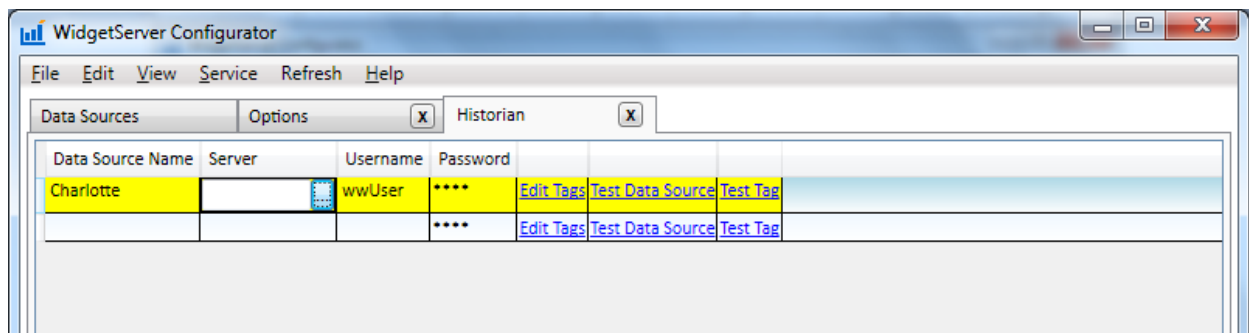 WidgetServer Configurator
File Edit View Service Refresh Help
Data Sources Options X Historian X
Data Source Name Server Username Password
Charlotte ... wwUser **** Edit Tags Test Data Source Test Tag
**** Edit Tags Test Data Source Test Tag